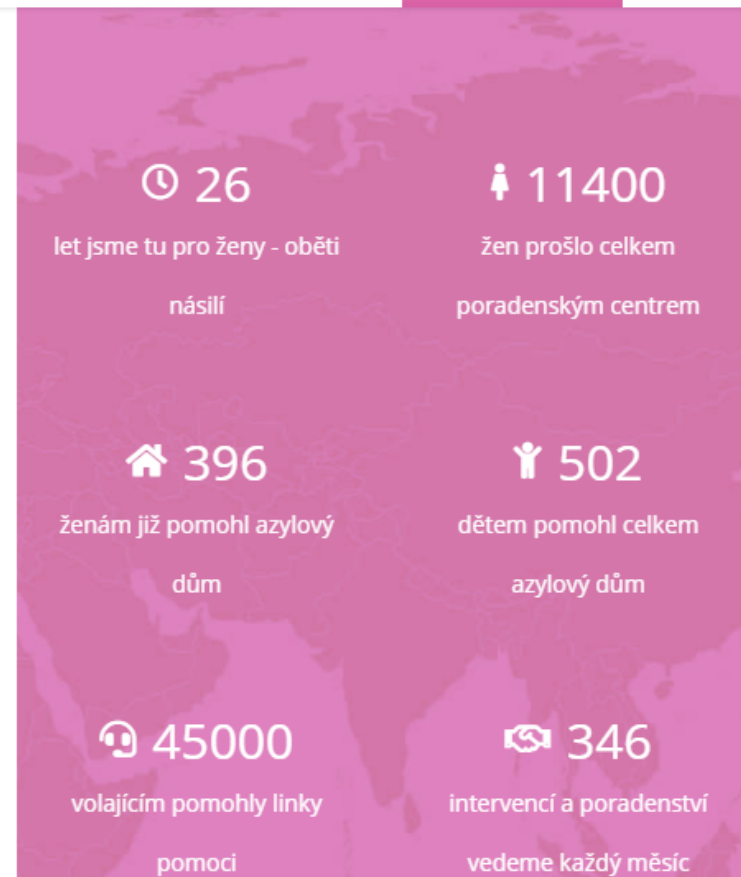 26
let jsme tu pro ženy - oběti
násilí
11400
žen prošlo celkem
poradenským centrem
396
ženám již pomohl azylový
dům
502
dětem pomohl celkem
azylový dům
45000
volajícím pomohly linky
pomoci
346
intervencí a poradenství
vedeme každý měsíc